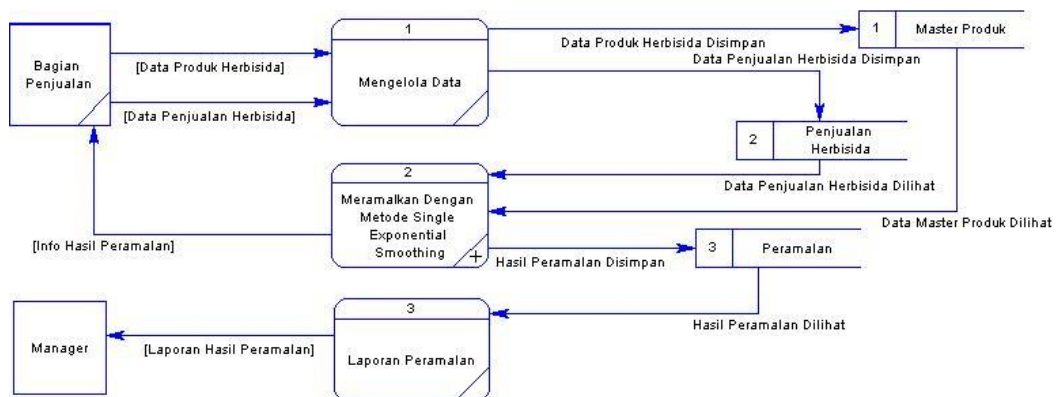 1
1
Master Produk
Data Produk Herbisida Disimpan
Bagian
Penjualan
[Data Produk Herbisida]
Mengelola Data
Data Penjualan Herbisida Disimpan
[Data Penjualan Herbisida]
2
Penjualan
Herbisida
2
Meramalkan Dengan
Metode Single
Exponential
Smoothing
Data Penjualan Herbisida Dilihat
Data Master Produk Dilihat
[Info Hasil Peramalan]
Hasil Peramalan Disimpan
3
Peramalan
3
Laporan Peramalan
Hasil Peramalan Dilihat
Manager
[Laporan Hasil Peramalan]